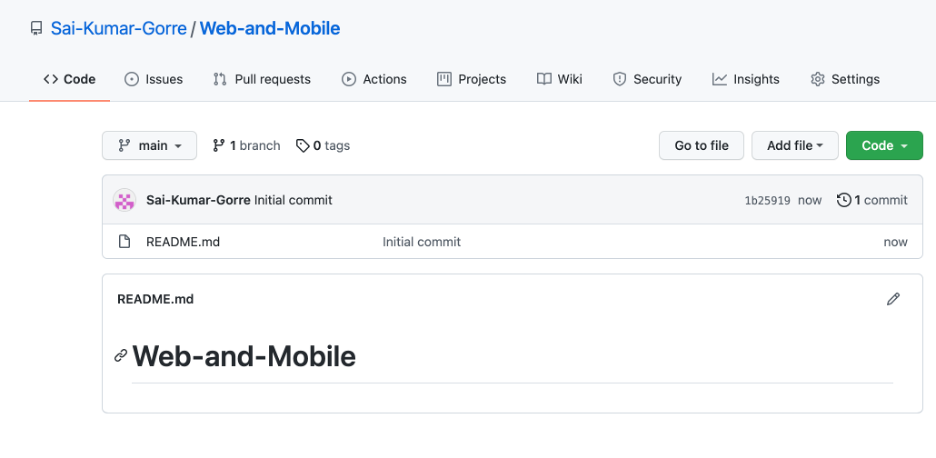 Sai-Kumar-Gorre / Web-and-Mobile
Code Issues Pull requests Actions Projects Wiki Security Insights Settings
main 1 branch 0 tags Go to file Add file Code
Sai-Kumar-Gorre Initial commit 1b25919 now 1 commit
README.md Initial commit now
README.md
Web-and-Mobile